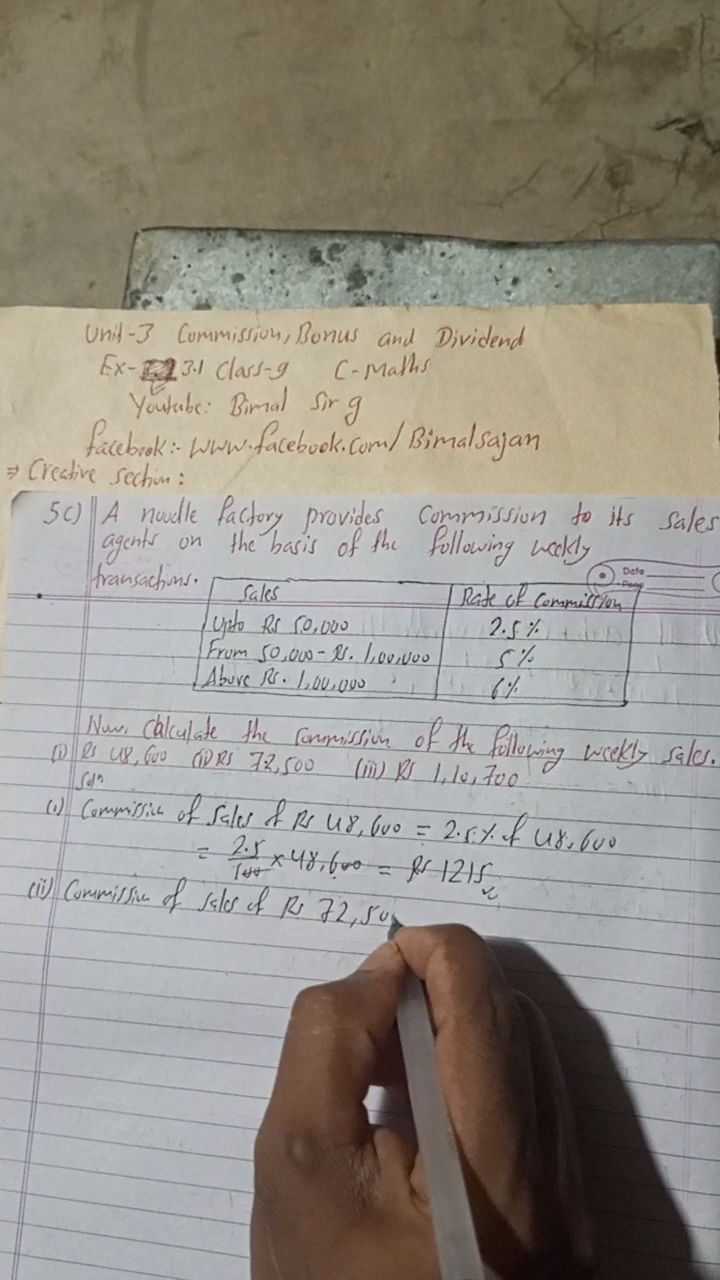 Unit-3 Commission, Bonus and Dividend
Ex- 3.1 Class-9 C-Maths
Youtube: Bimal Sir g
facebook:- www.facebook.com/Bimalsajan
⇒ Creative section:
5c) A noodle factory provides commission to its sales
agents on the basis of the following weekly
transactions.
Date
Page
Sales Rate of Commission
Upto Rs 50,000 2.5%
From 50,000 - Rs. 1,00,000 5%
Above Rs. 1,00,000 6%
Now, calculate the commission of the following weekly sales.
(i) Rs 48,600 (ii) Rs 72,500 (iii) Rs 1,10,700
Solⁿ
(i) Commission of sales of Rs 48,600 = 2.5% of 48,600
= 2.5/100 × 48,600 = Rs 1215
(ii) Commission of sales of Rs 72,50